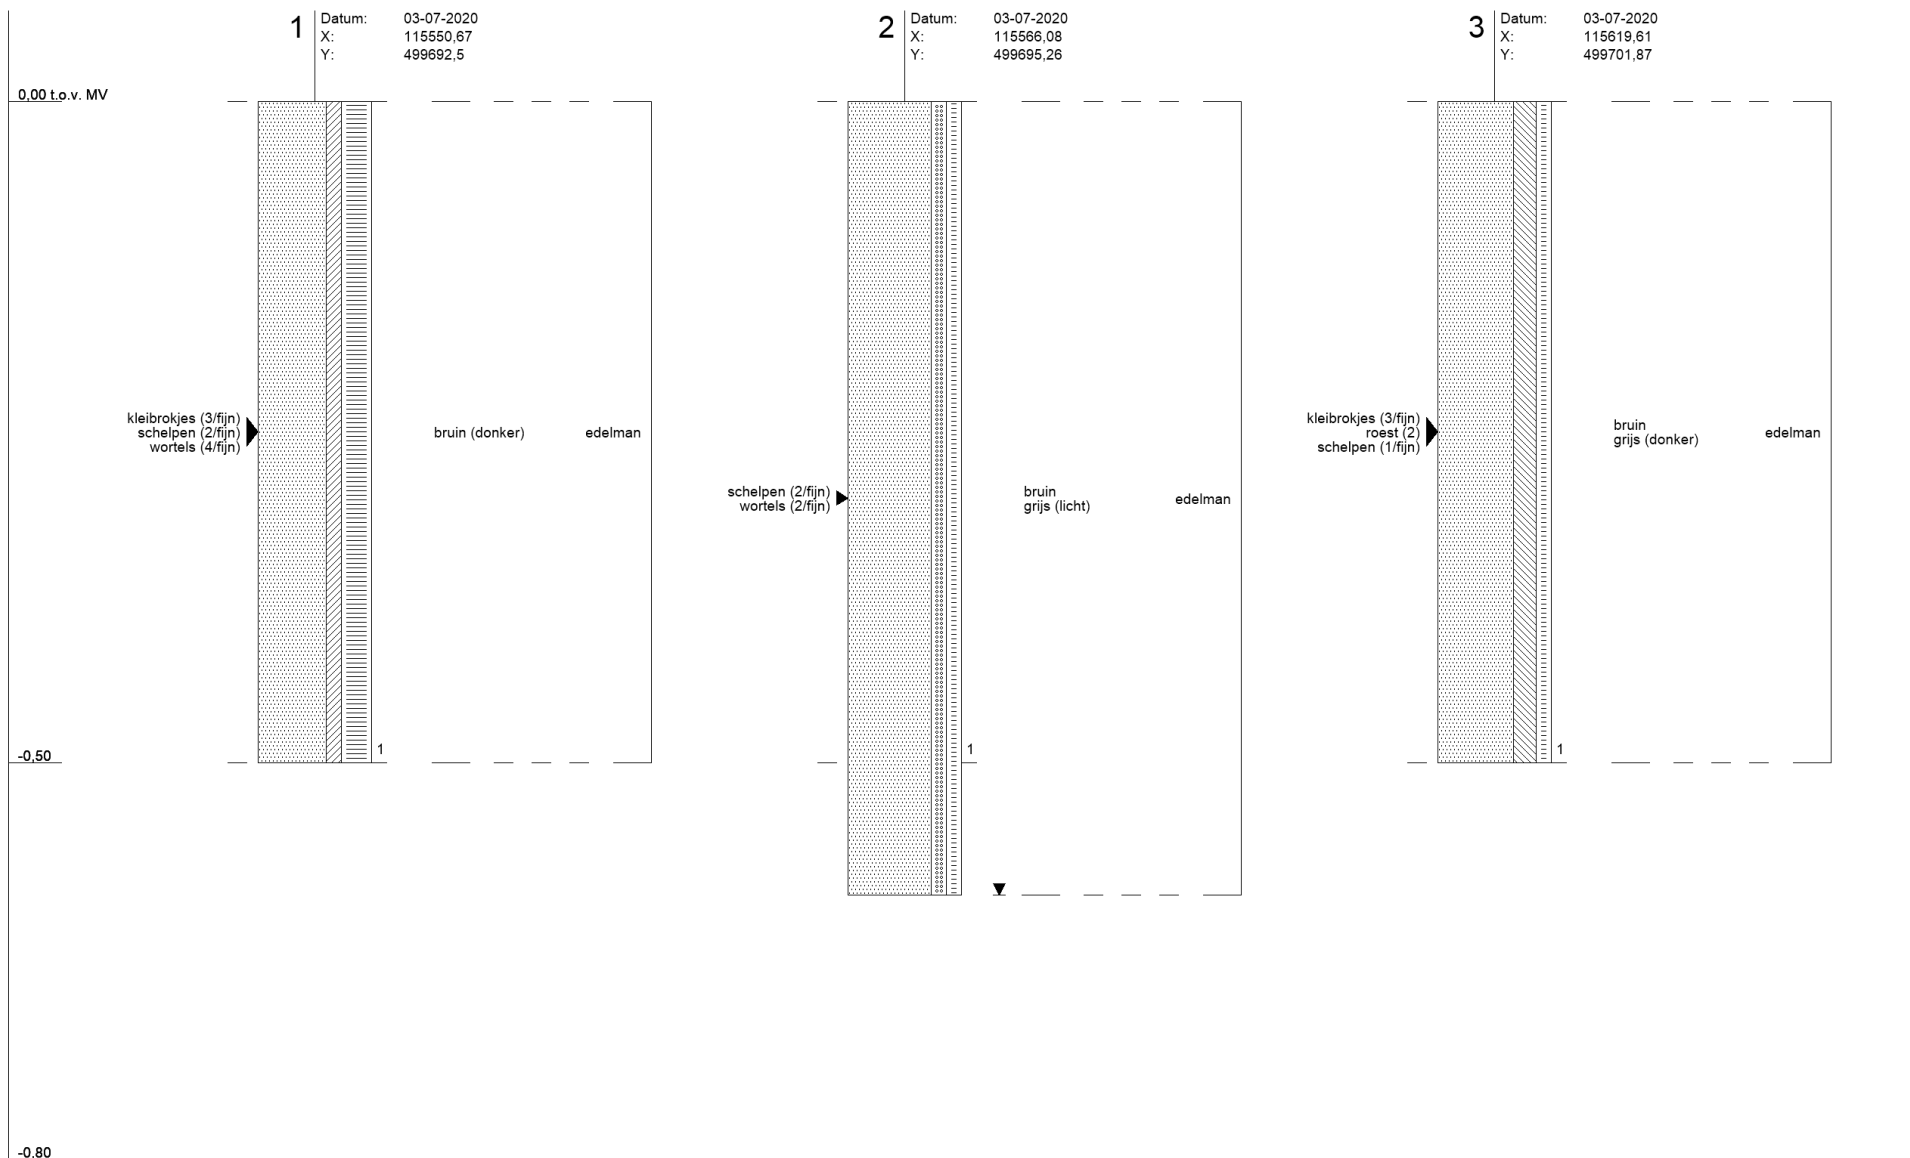 1
Datum: 03-07-2020
X: 115550,67
Y: 499692,5
2
Datum: 03-07-2020
X: 115566,08
Y: 499695,26
3
Datum: 03-07-2020
X: 115619,61
Y: 499701,87
0,00 t.o.v. MV
kleibrokjes (3/fijn)
schelpen (2/fijn)
wortels (4/fijn)
bruin (donker)
edelman
1
schelpen (2/fijn)
wortels (2/fijn)
bruin
grijs (licht)
edelman
1
kleibrokjes (3/fijn)
roest (2)
schelpen (1/fijn)
bruin
grijs (donker)
edelman
1
-0,50
-0,80